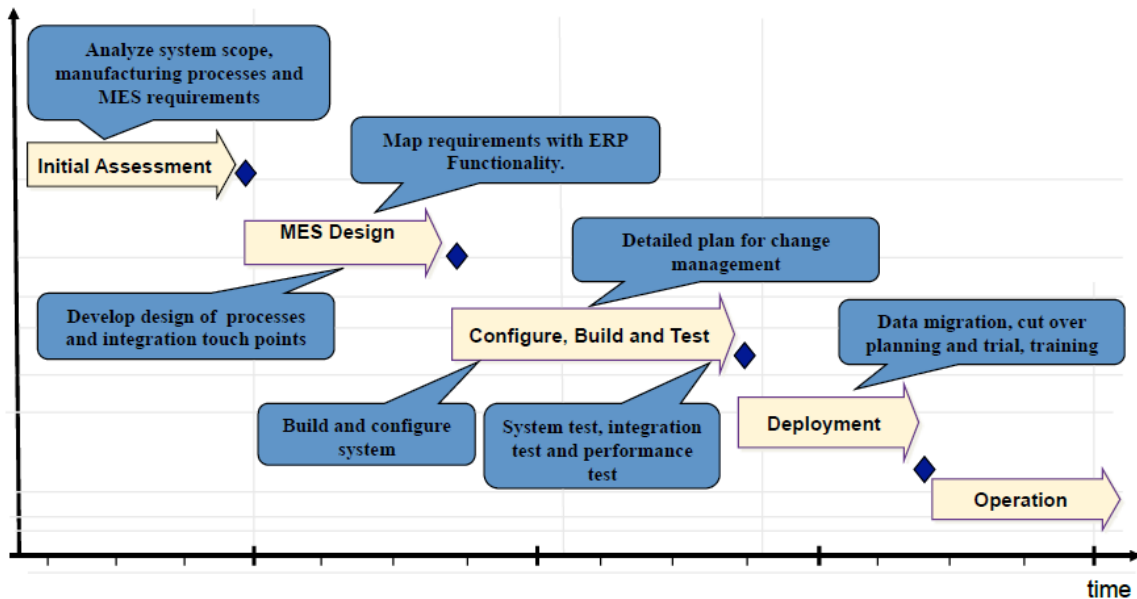 Analyze system scope,
manufacturing processes and
MES requirements
Initial Assessment
Map requirements with ERP
Functionality.
MES Design
Develop design of  processes
and integration touch points
Detailed plan for change
management
Configure, Build and Test
Build and configure
system
System test, integration
test and performance
test
Data migration, cut over
planning and trial, training
Deployment
Operation
time